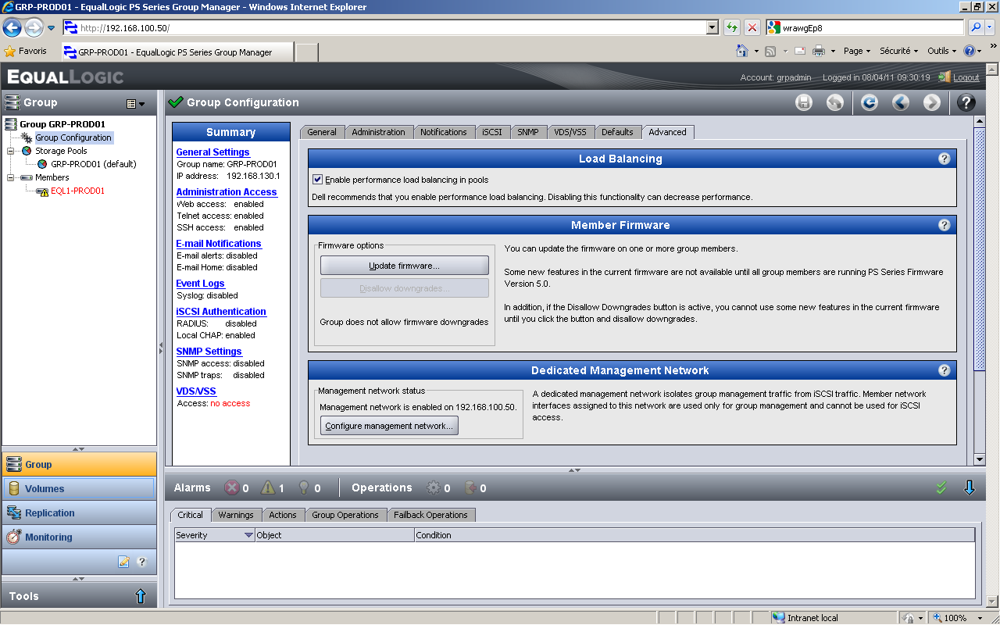 GRP-PROD01 - EqualLogic PS Series Group Manager - Windows Internet Explorer
http://192.168.100.50/
wrawgEp8
Favoris
GRP-PROD01 - EqualLogic PS Series Group Manager
Page
Sécurité
Outils
EQUALLOGIC
Account: grpadmin
Logged in 08/04/11 09:30:19
Logout
Group
Group Configuration
Group GRP-PROD01
Group Configuration
Storage Pools
GRP-PROD01 (default)
Members
EQL1-PROD01
Summary
General Settings
Group name: GRP-PROD01
IP address: 192.168.130.1
Administration Access
Web access: enabled
Telnet access: enabled
SSH access: enabled
E-mail Notifications
E-mail alerts: disabled
E-mail Home: disabled
Event Logs
Syslog: disabled
iSCSI Authentication
RADIUS: disabled
Local CHAP: enabled
SNMP Settings
SNMP access: disabled
SNMP traps: disabled
VDS/VSS
Access: no access
General
Administration
Notifications
iSCSI
SNMP
VDS/VSS
Defaults
Advanced
Load Balancing
Enable performance load balancing in pools
Dell recommends that you enable performance load balancing. Disabling this functionality can decrease performance.
Member Firmware
Firmware options
Update firmware...
Disallow downgrades...
Group does not allow firmware downgrades
You can update the firmware on one or more group members.
Some new features in the current firmware are not available until all group members are running PS Series Firmware
Version 5.0.
In addition, if the Disallow Downgrades button is active, you cannot use some new features in the current firmware
until you click the button and disallow downgrades.
Dedicated Management Network
Management network status
Management network is enabled on 192.168.100.50.
Configure management network...
A dedicated management network isolates group management traffic from iSCSI traffic. Member network
interfaces assigned to this network are used only for group management and cannot be used for iSCSI
access.
Group
Volumes
Replication
Monitoring
Tools
Alarms 0 1 0 Operations 0 0
Critical
Warnings
Actions
Group Operations
Failback Operations
Severity
Object
Condition
Intranet local
100%